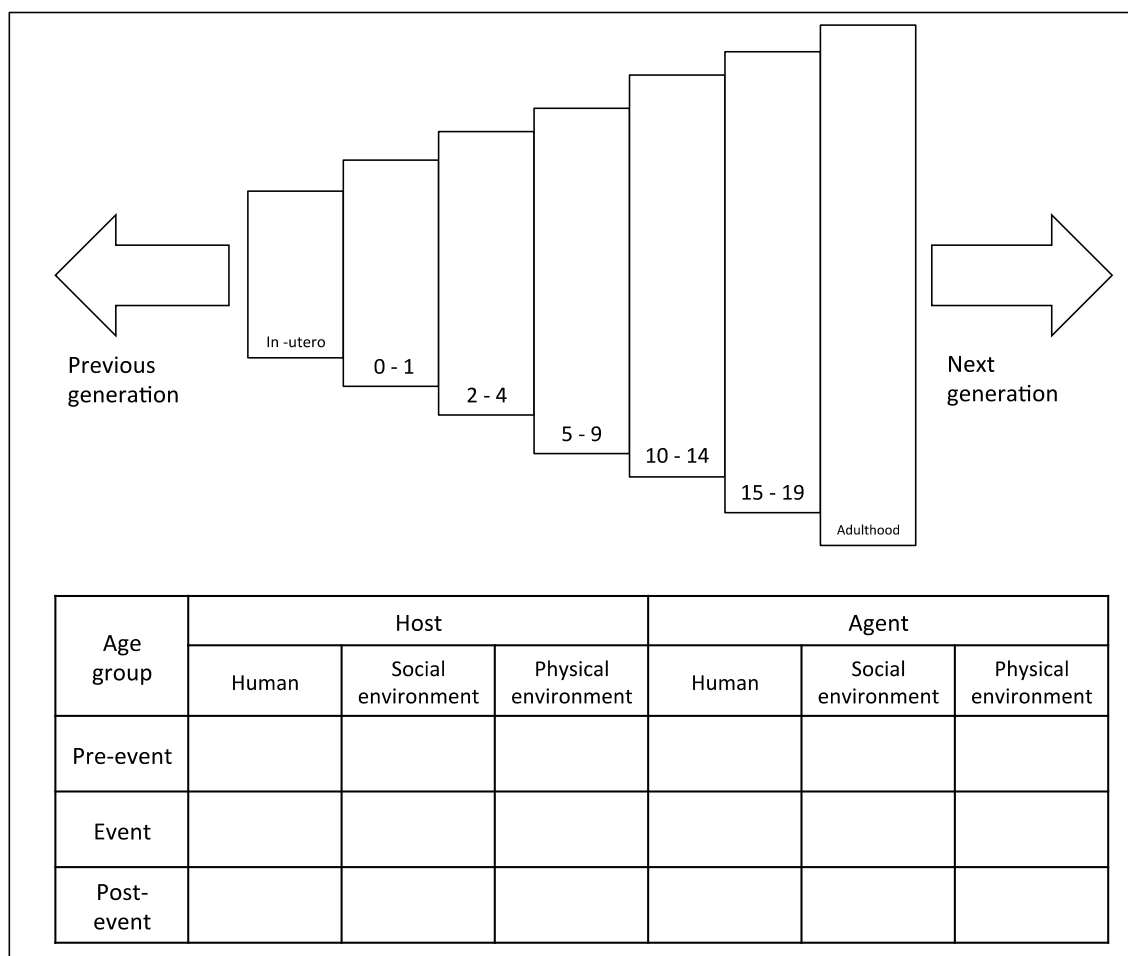 In -utero
0 - 1
2 - 4
5 - 9
10 - 14
15 - 19
Adulthood
Previous
generation
Next
generation
Age
group
Host
Agent
Human
Social
environment
Physical
environment
Human
Social
environment
Physical
environment
Pre-event
Event
Post-
event